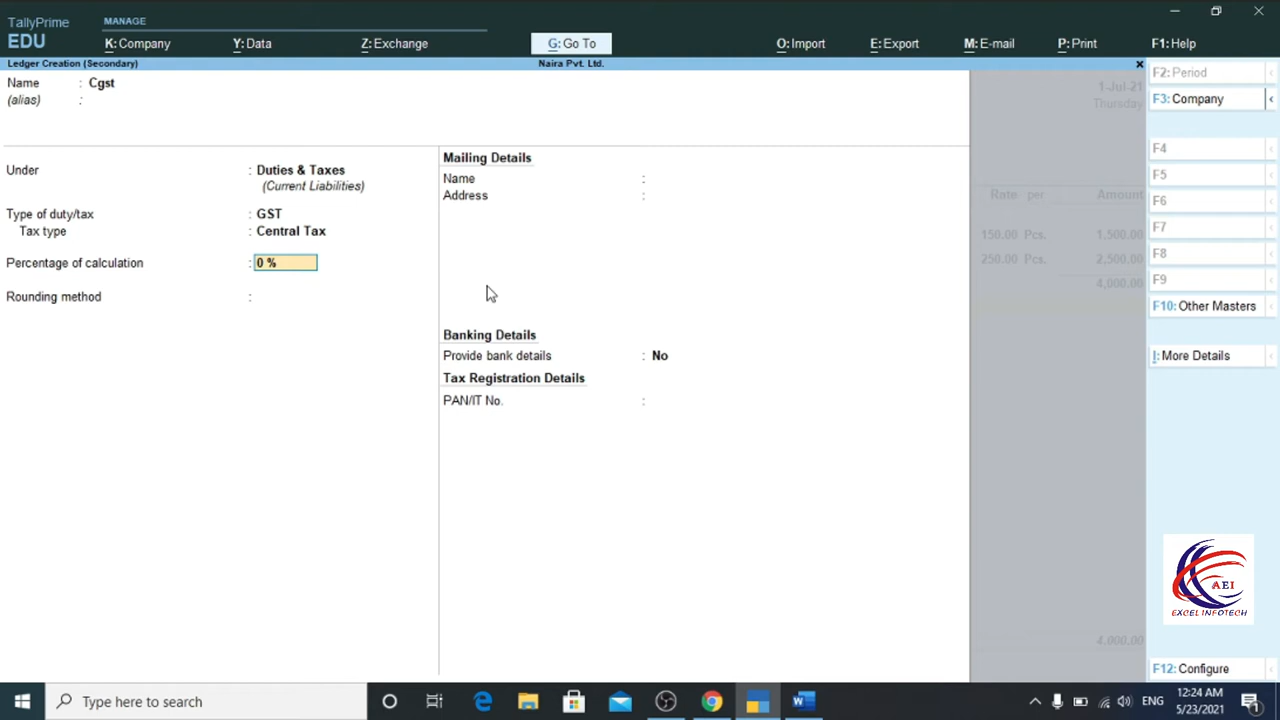 TallyPrime
EDU
MANAGE
K: Company
Y: Data
Z: Exchange
G: Go To
O: Import
E: Export
M: E-mail
P: Print
F1: Help
Ledger Creation (Secondary)
Naira Pvt. Ltd.
×
Name : Cgst
(alias) :
Under : Duties & Taxes
(Current Liabilities)
Type of duty/tax : GST
Tax type : Central Tax
Percentage of calculation : 0 %
Rounding method :
Mailing Details
Name :
Address :
Banking Details
Provide bank details : No
Tax Registration Details
PAN/IT No. :
1-Jul-21
Thursday
Rate per Amount
150.00 Pcs. 1,500.00
250.00 Pcs. 2,500.00
4,000.00
4,000.00
F2: Period
F3: Company
F4
F5
F6
F7
F8
F9
F10: Other Masters
I: More Details
AEI
EXCEL INFOTECH
F12: Configure
Type here to search
ENG
12:24 AM
5/23/2021
1